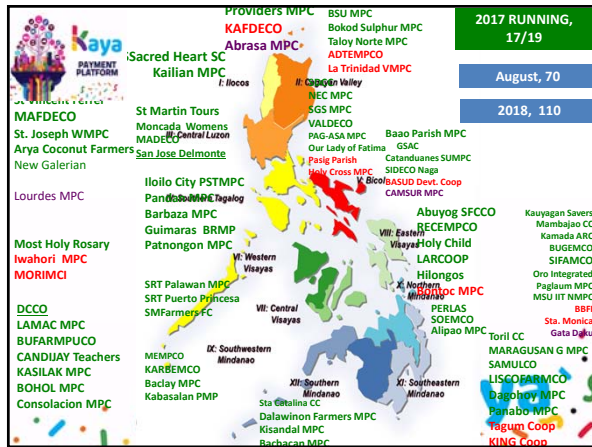 Kaya
PAYMENT
PLATFORM
St Vincent Ferrer
MAFDECO
St. Joseph WMPC
Arya Coconut Farmers
New Galerian
Lourdes MPC
Most Holy Rosary
Iwahori MPC
MORIMCI
DCCO
LAMAC MPC
BUFARMPUCO
CANDIJAY Teachers
KASILAK MPC
BOHOL MPC
Consolacion MPC
Providers MPC
KAFDECO
Abrasa MPC
Sacred Heart SC
Kailian MPC
I: Ilocos
II: Cagayan Valley
St Martin Tours
Moncada Womens
III: Central Luzon
MADECO
San Jose Delmonte
Iloilo City PSTMPC
IV: Southern Tagalog
Pandan MPC
Barbaza MPC
Guimaras BRMP
Patnongon MPC
VI: Western
Visayas
SRT Palawan MPC
SRT Puerto Princesa
SMFarmers FC
VII: Central
Visayas
IX: Southwestern
Mindanao
MEMPCO
KARDEMCO
Baclay MPC
Kabasalan PMP
XII: Southern
Mindanao
Sta Catalina CC
Dalawinon Farmers MPC
Kisandal MPC
Bacbacan MPC
BSU MPC
Bokod Sulphur MPC
Taloy Norte MPC
ADTEMPCO
La Trinidad VMPC
NEC MPC
SGS MPC
VALDECO
PAG-ASA MPC
Our Lady of Fatima
Pasig Parish
Holy Cross MPC
Baao Parish MPC
GSAC
Catanduanes SUMPC
SIDECO Naga
V: Bicol
BASUD Devt. Coop
CAMSUR MPC
Abuyog SFCCO
RECEMPCO
VIII: Eastern
Visayas
Holy Child
LARCOOP
Hilongos
X: Northern
Mindanao
Bontoc MPC
PERLAS
SOEMCO
Alipao MPC
XI: Southeastern
Mindanao
2017 RUNNING,
17/19
August, 70
2018, 110
Kauyagan Savers
Mambajao CC
Kamada ARC
BUGEMCO
SIFAMCO
Oro Integrated
Paglaum MPC
MSU IIT NMPC
BBFI
Sta. Monica
Gata Daku
Toril CC
MARAGUSAN G MPC
SAMULCO
LISCOFARMCO
Dagohoy MPC
Panabo MPC
Tagum Coop
KING Coop
ya